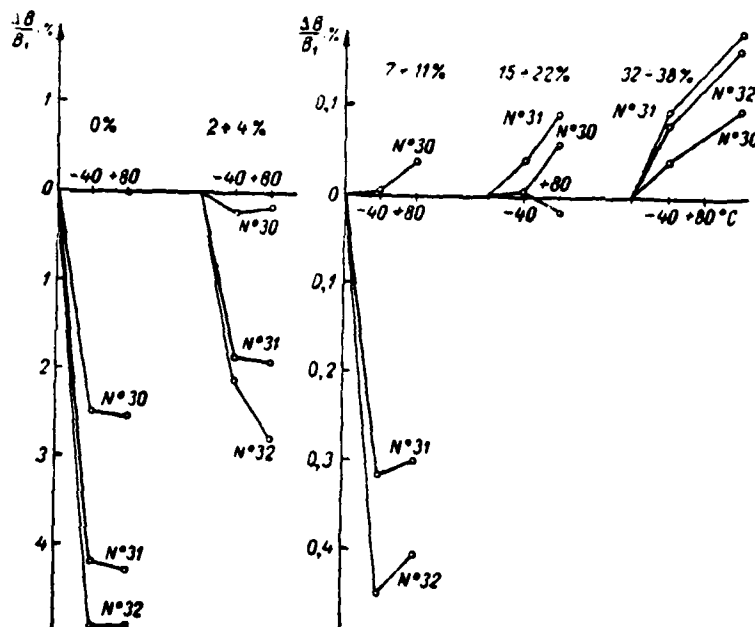 ΔB/B₁, %
1
0
1
2
3
4
0%
-40 +80
N°30
N°31
N°32
2÷4%
-40 +80
N°30
N°31
N°32
ΔB/B₁, %
0,1
0
0,1
0,2
0,3
0,4
7÷11%
N°30
-40 +80
N°31
N°32
15÷22%
N°31
N°30
+80
-40
32÷38%
N°31
N°32
N°30
-40 +80°C